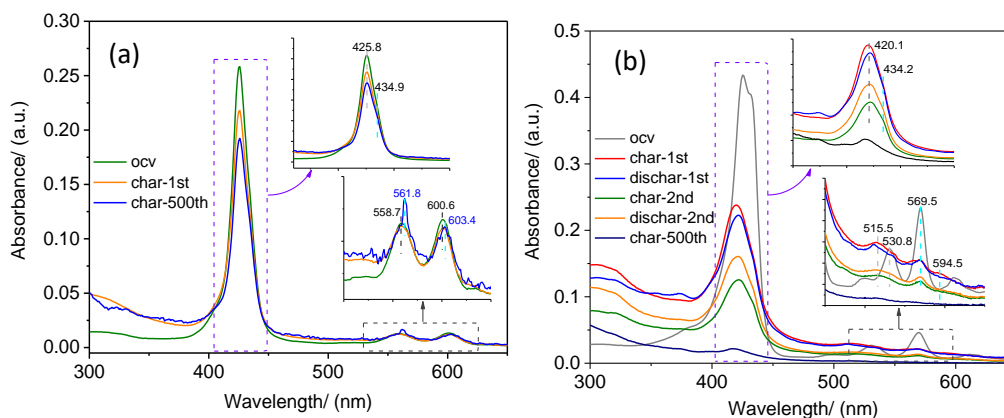 (a)
0.30
0.25
0.20
0.15
0.10
0.05
0.00
300
400
500
600
Absorbance/ (a.u.)
Wavelength/ (nm)
ocv
char-1st
char-500th
425.8
434.9
561.8
558.7
600.6
603.4
(b)
0.5
0.4
0.3
0.2
0.1
0.0
300
400
500
600
Absorbance/ (a.u.)
Wavelength/ (nm)
ocv
char-1st
dischar-1st
char-2nd
dischar-2nd
char-500th
420.1
434.2
569.5
515.5
530.8
594.5